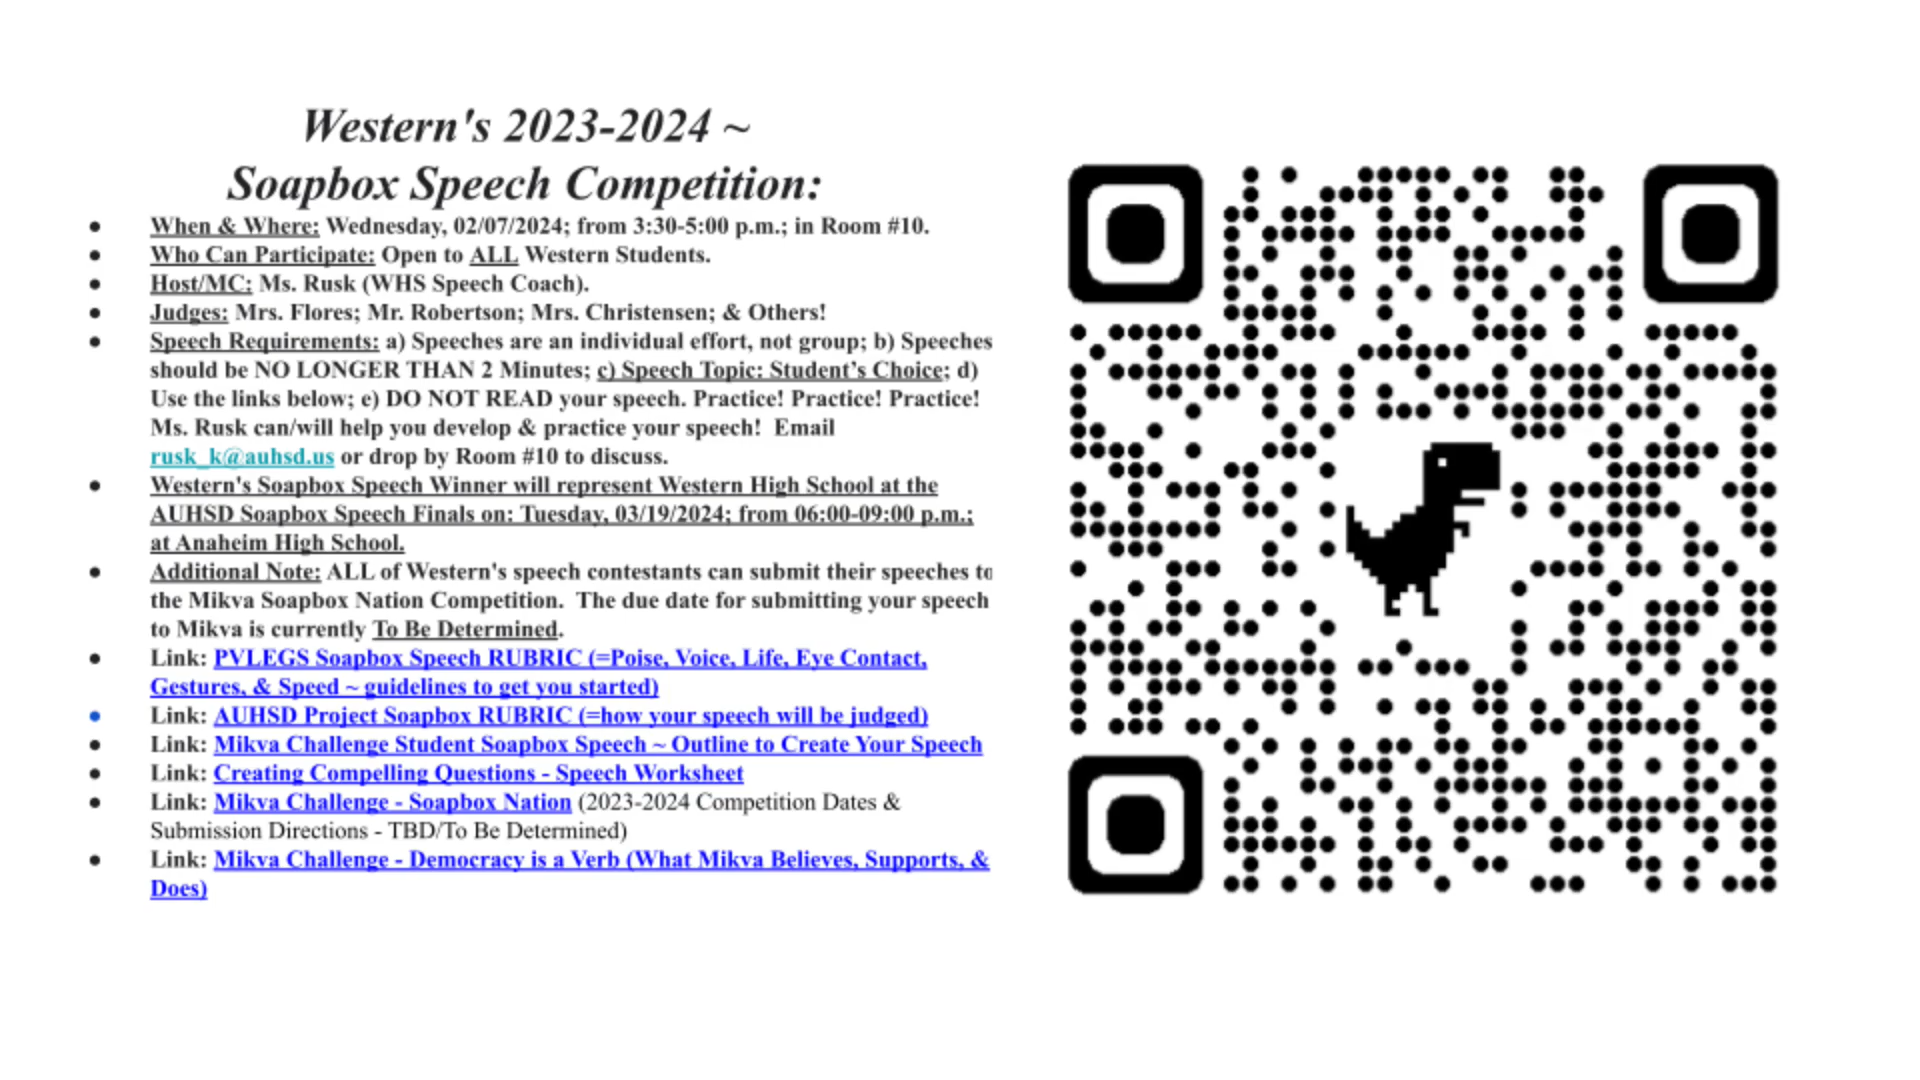 Western's 2023-2024 ~
Soapbox Speech Competition:
● When & Where: Wednesday, 02/07/2024; from 3:30-5:00 p.m.; in Room #10.
● Who Can Participate: Open to ALL Western Students.
● Host/MC: Ms. Rusk (WHS Speech Coach).
● Judges: Mrs. Flores; Mr. Robertson; Mrs. Christensen; & Others!
● Speech Requirements: a) Speeches are an individual effort, not group; b) Speeches
should be NO LONGER THAN 2 Minutes; c) Speech Topic: Student’s Choice; d)
Use the links below; e) DO NOT READ your speech. Practice! Practice! Practice!
Ms. Rusk can/will help you develop & practice your speech!  Email
rusk_k@auhsd.us or drop by Room #10 to discuss.
● Western's Soapbox Speech Winner will represent Western High School at the
AUHSD Soapbox Speech Finals on: Tuesday, 03/19/2024; from 06:00-09:00 p.m.;
at Anaheim High School.
● Additional Note: ALL of Western's speech contestants can submit their speeches to
the Mikva Soapbox Nation Competition.  The due date for submitting your speech
to Mikva is currently To Be Determined.
● Link: PVLEGS Soapbox Speech RUBRIC (=Poise, Voice, Life, Eye Contact,
Gestures, & Speed ~ guidelines to get you started)
● Link: AUHSD Project Soapbox RUBRIC (=how your speech will be judged)
● Link: Mikva Challenge Student Soapbox Speech ~ Outline to Create Your Speech
● Link: Creating Compelling Questions - Speech Worksheet
● Link: Mikva Challenge - Soapbox Nation (2023-2024 Competition Dates &
Submission Directions - TBD/To Be Determined)
● Link: Mikva Challenge - Democracy is a Verb (What Mikva Believes, Supports, &
Does)